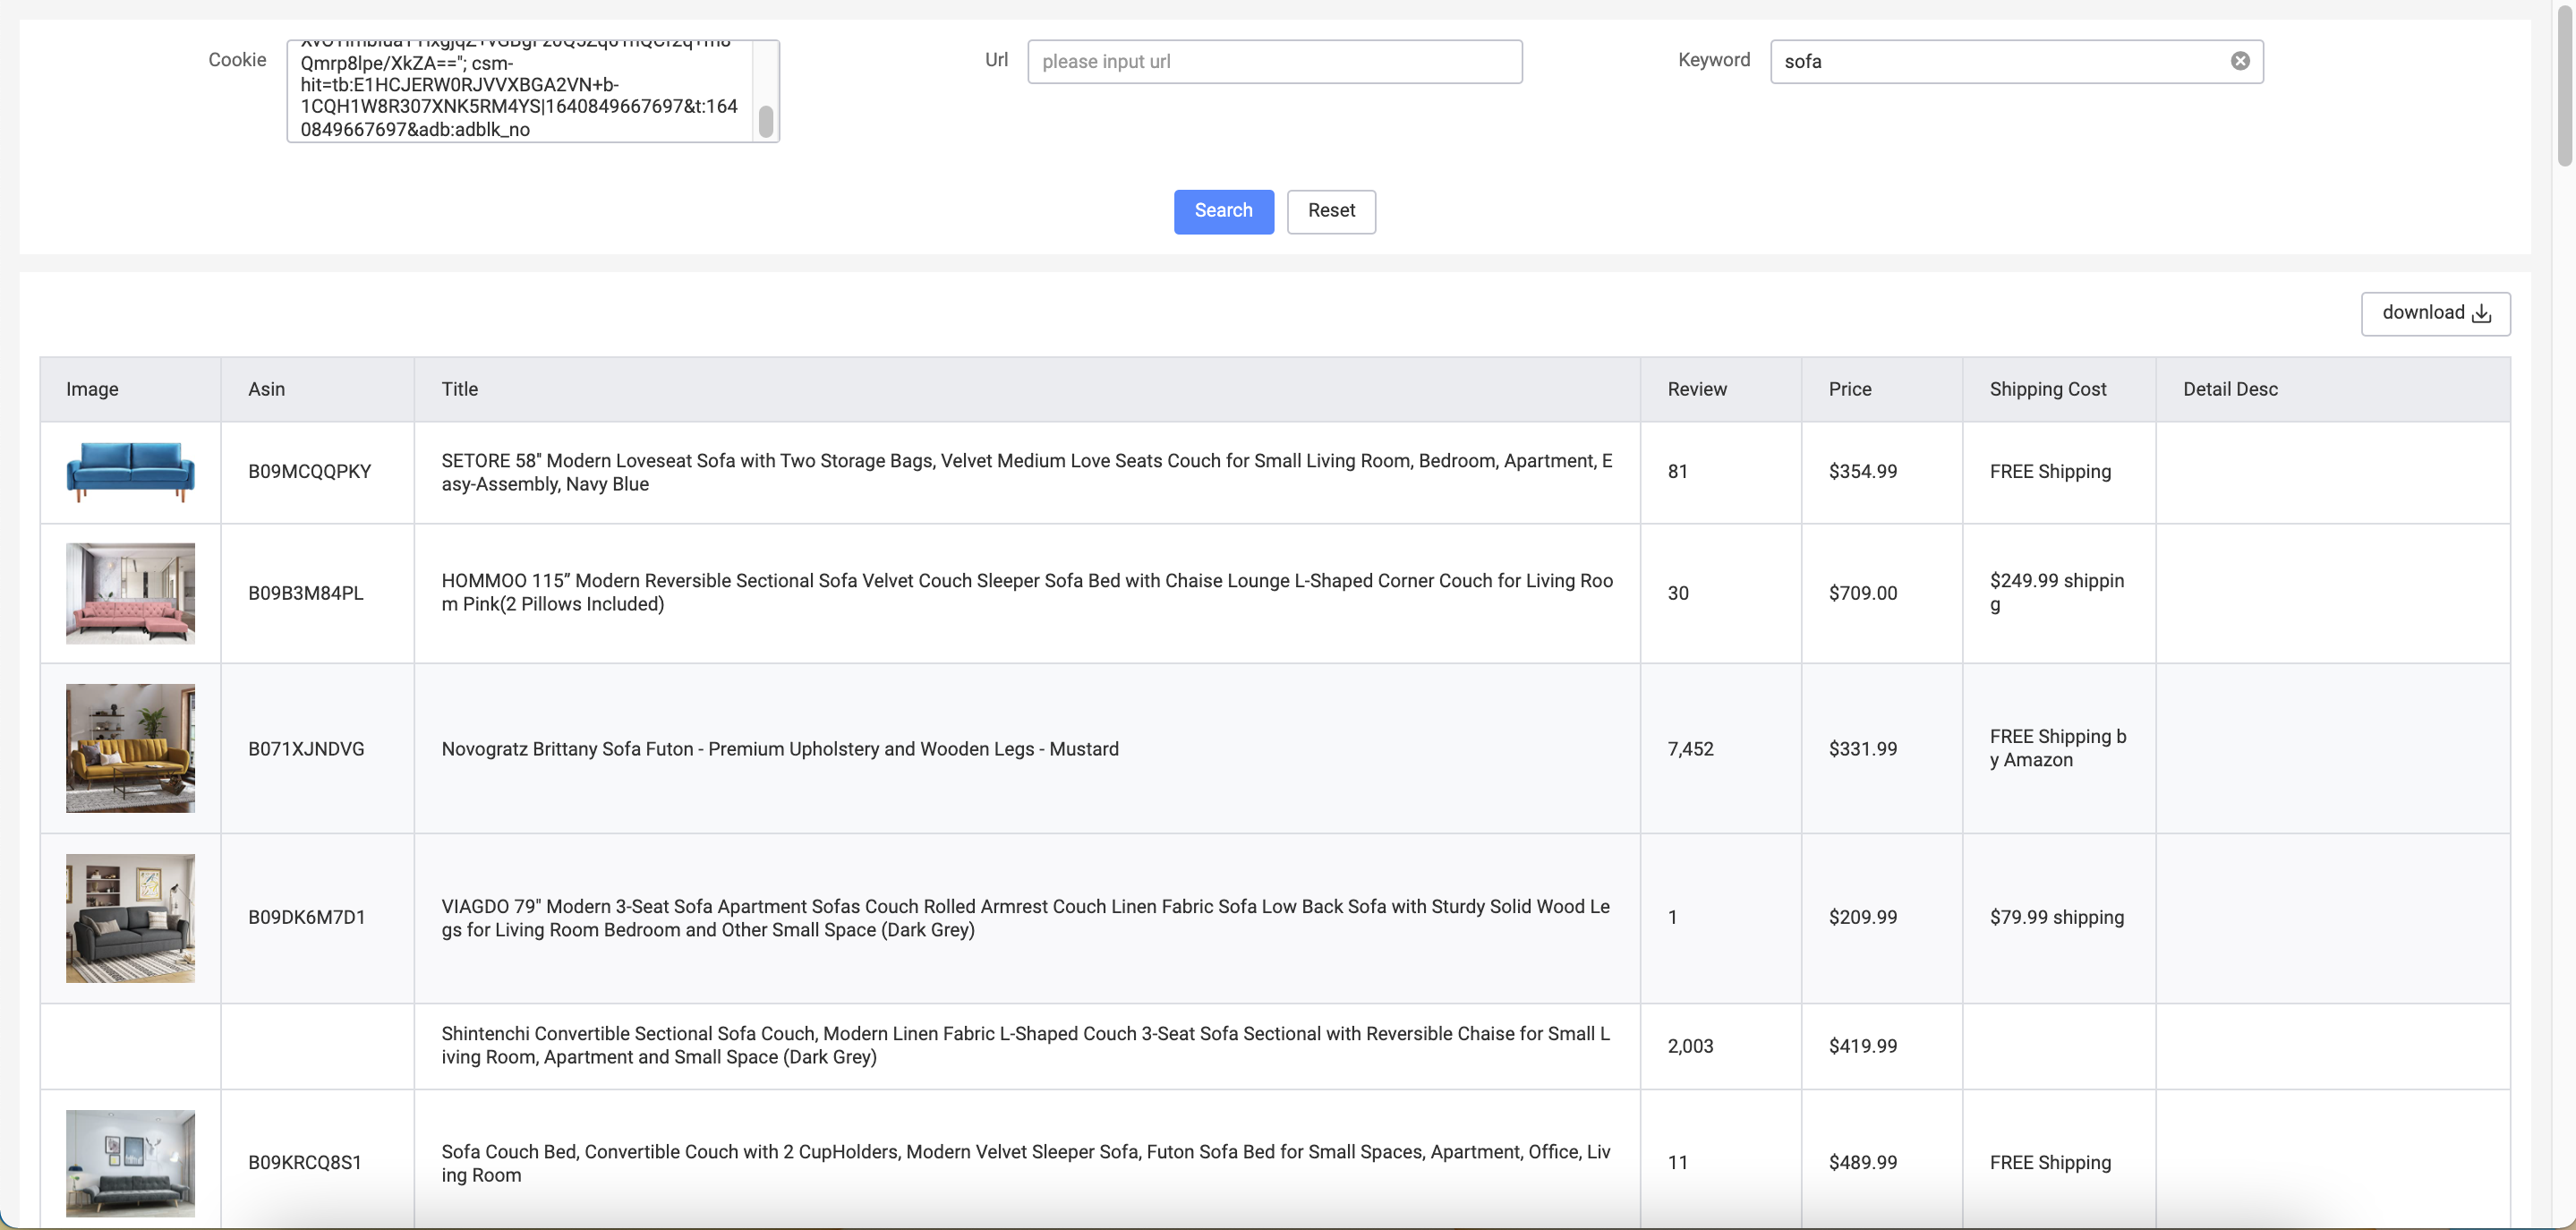 Cookie
Qmrp8lpe/XkZA=="; csm-
hit=tb:E1HCJERW0RJVVXBGA2VN+b-
1CQH1W8R307XNK5RM4YS|1640849667697&t:164
0849667697&adb:adblk_no
Url please input url
Keyword sofa
Search Reset
download
Image Asin Title Review Price Shipping Cost Detail Desc
B09MCQQPKY
SETORE 58" Modern Loveseat Sofa with Two Storage Bags, Velvet Medium Love Seats Couch for Small Living Room, Bedroom, Apartment, E
asy-Assembly, Navy Blue
81 $354.99 FREE Shipping
B09B3M84PL
HOMMOO 115” Modern Reversible Sectional Sofa Velvet Couch Sleeper Sofa Bed with Chaise Lounge L-Shaped Corner Couch for Living Roo
m Pink(2 Pillows Included)
30 $709.00
$249.99 shippin
g
B071XJNDVG
Novogratz Brittany Sofa Futon - Premium Upholstery and Wooden Legs - Mustard
7,452 $331.99
FREE Shipping b
y Amazon
B09DK6M7D1
VIAGDO 79" Modern 3-Seat Sofa Apartment Sofas Couch Rolled Armrest Couch Linen Fabric Sofa Low Back Sofa with Sturdy Solid Wood Le
gs for Living Room Bedroom and Other Small Space (Dark Grey)
1 $209.99 $79.99 shipping
Shintenchi Convertible Sectional Sofa Couch, Modern Linen Fabric L-Shaped Couch 3-Seat Sofa Sectional with Reversible Chaise for Small L
iving Room, Apartment and Small Space (Dark Grey)
2,003 $419.99
B09KRCQ8S1
Sofa Couch Bed, Convertible Couch with 2 CupHolders, Modern Velvet Sleeper Sofa, Futon Sofa Bed for Small Spaces, Apartment, Office, Liv
ing Room
11 $489.99 FREE Shipping